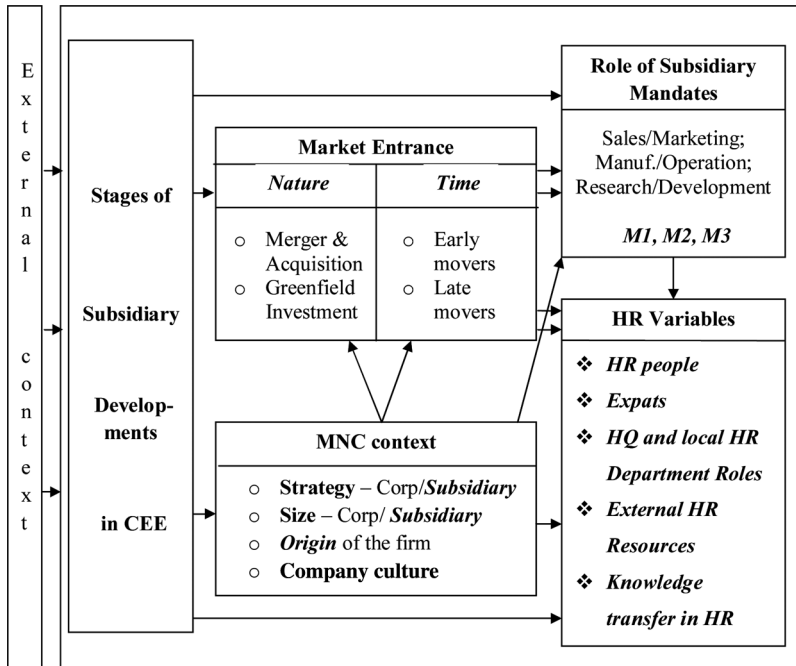 External context
Stages of
Subsidiary
Develop-
ments
in CEE
Market Entrance
Nature
Time
○ Merger &
Acquisition
○ Greenfield
Investment
○ Early
movers
○ Late
movers
MNC context
○ Strategy – Corp/Subsidiary
○ Size – Corp/ Subsidiary
○ Origin of the firm
○ Company culture
Role of Subsidiary
Mandates
Sales/Marketing;
Manuf./Operation;
Research/Development
M1, M2, M3
HR Variables
❖ HR people
❖ Expats
❖ HQ and local HR
Department Roles
❖ External HR
Resources
❖ Knowledge
transfer in HR